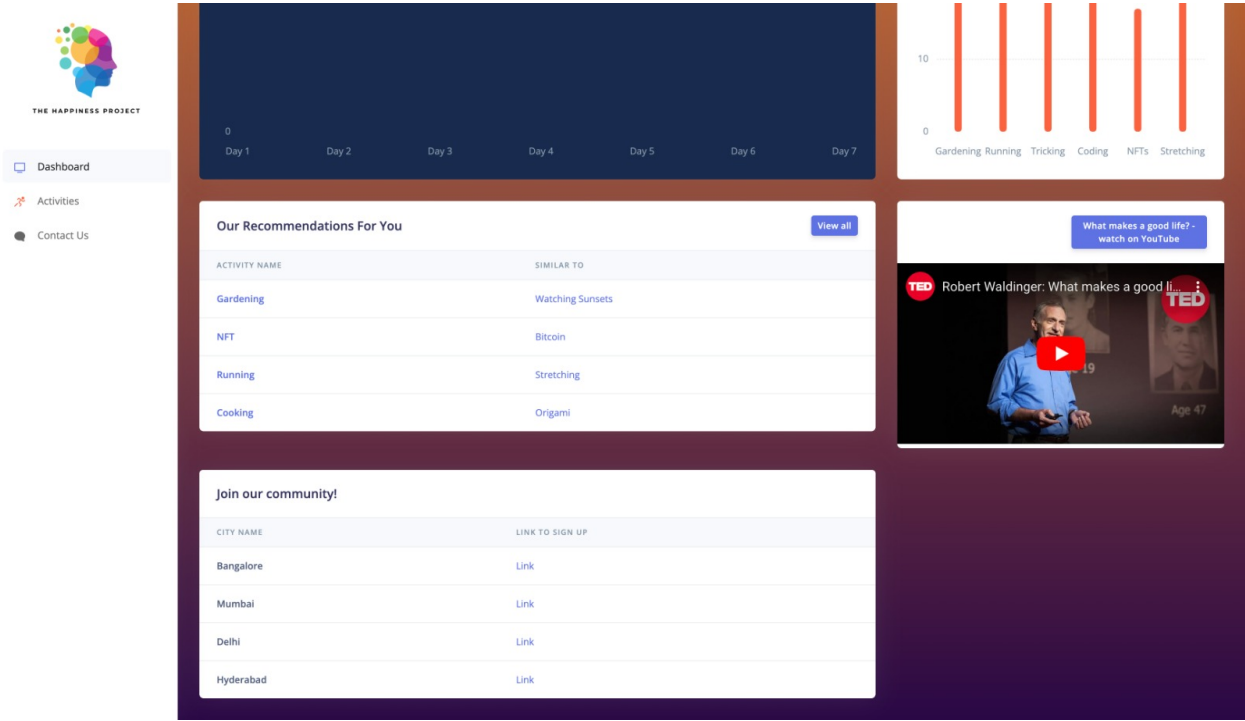 THE HAPPINESS PROJECT
Dashboard
Activities
Contact Us
0
Day 1 Day 2 Day 3 Day 4 Day 5 Day 6 Day 7
10
0
Gardening Running Tricking Coding NFTs Stretching
Our Recommendations For You
View all
ACTIVITY NAME SIMILAR TO
Gardening Watching Sunsets
NFT Bitcoin
Running Stretching
Cooking Origami
What makes a good life? -
watch on YouTube
TED Robert Waldinger: What makes a good li...
TED
19
Age 47
Join our community!
CITY NAME LINK TO SIGN UP
Bangalore Link
Mumbai Link
Delhi Link
Hyderabad Link